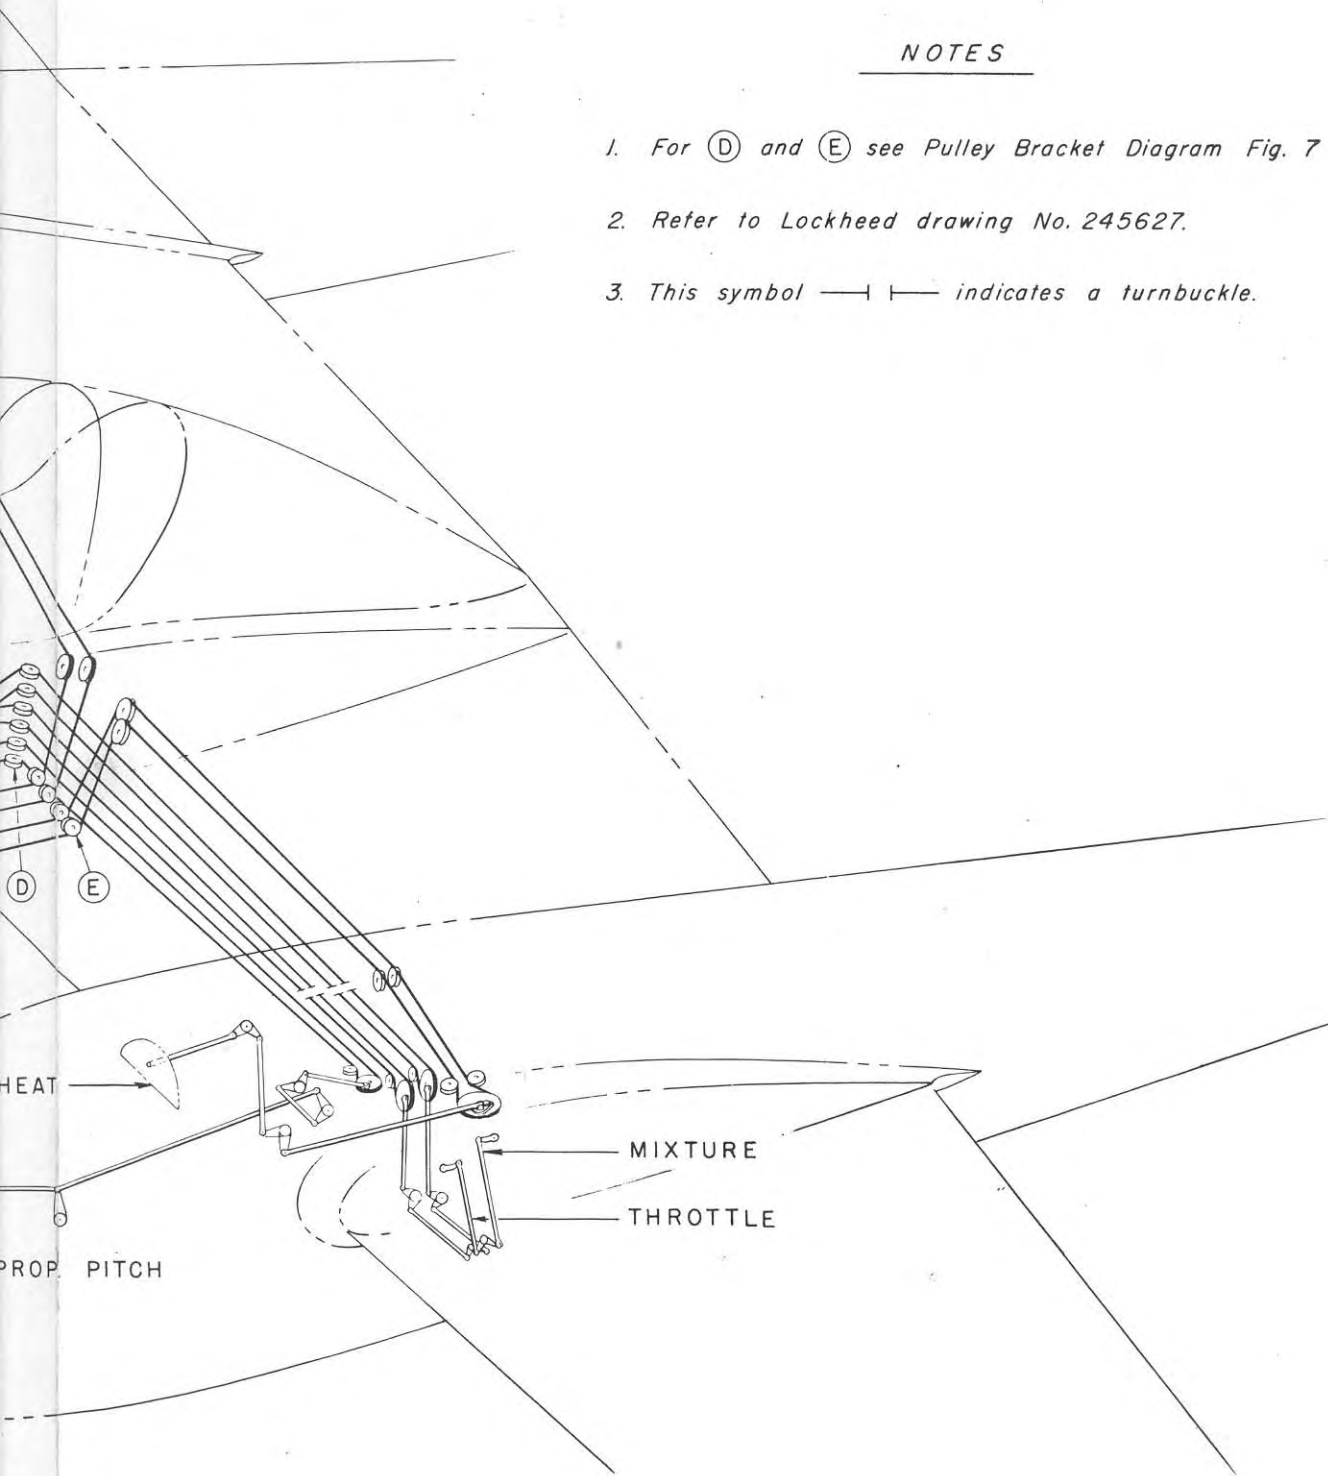 NOTES
1. For D and E see Pulley Bracket Diagram Fig. 7
2. Refer to Lockheed drawing No. 245627.
3. This symbol indicates a turnbuckle.
D E
HEAT
MIXTURE
THROTTLE
PROP. PITCH